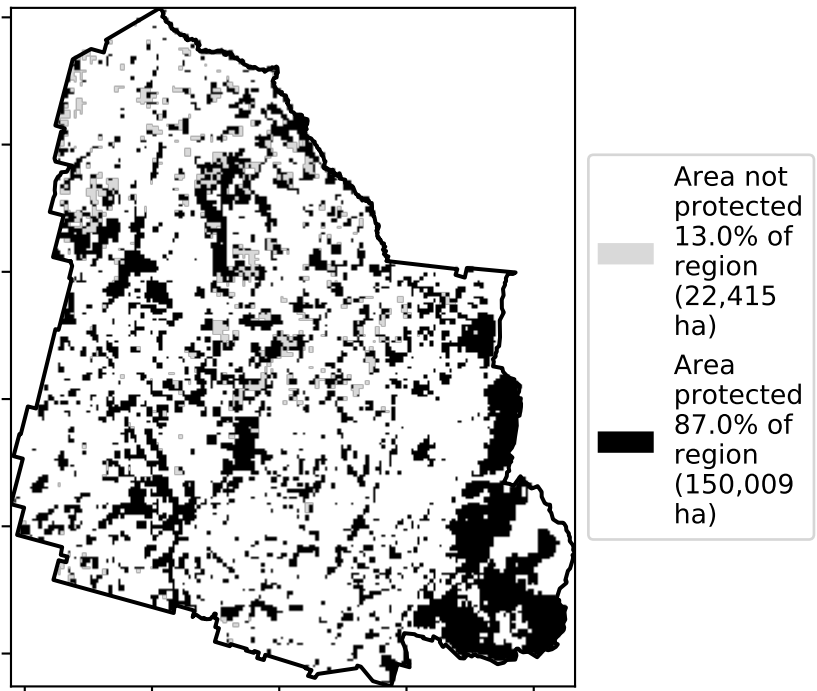 Area not
protected
13.0% of
region
(22,415
ha)
Area
protected
87.0% of
region
(150,009
ha)